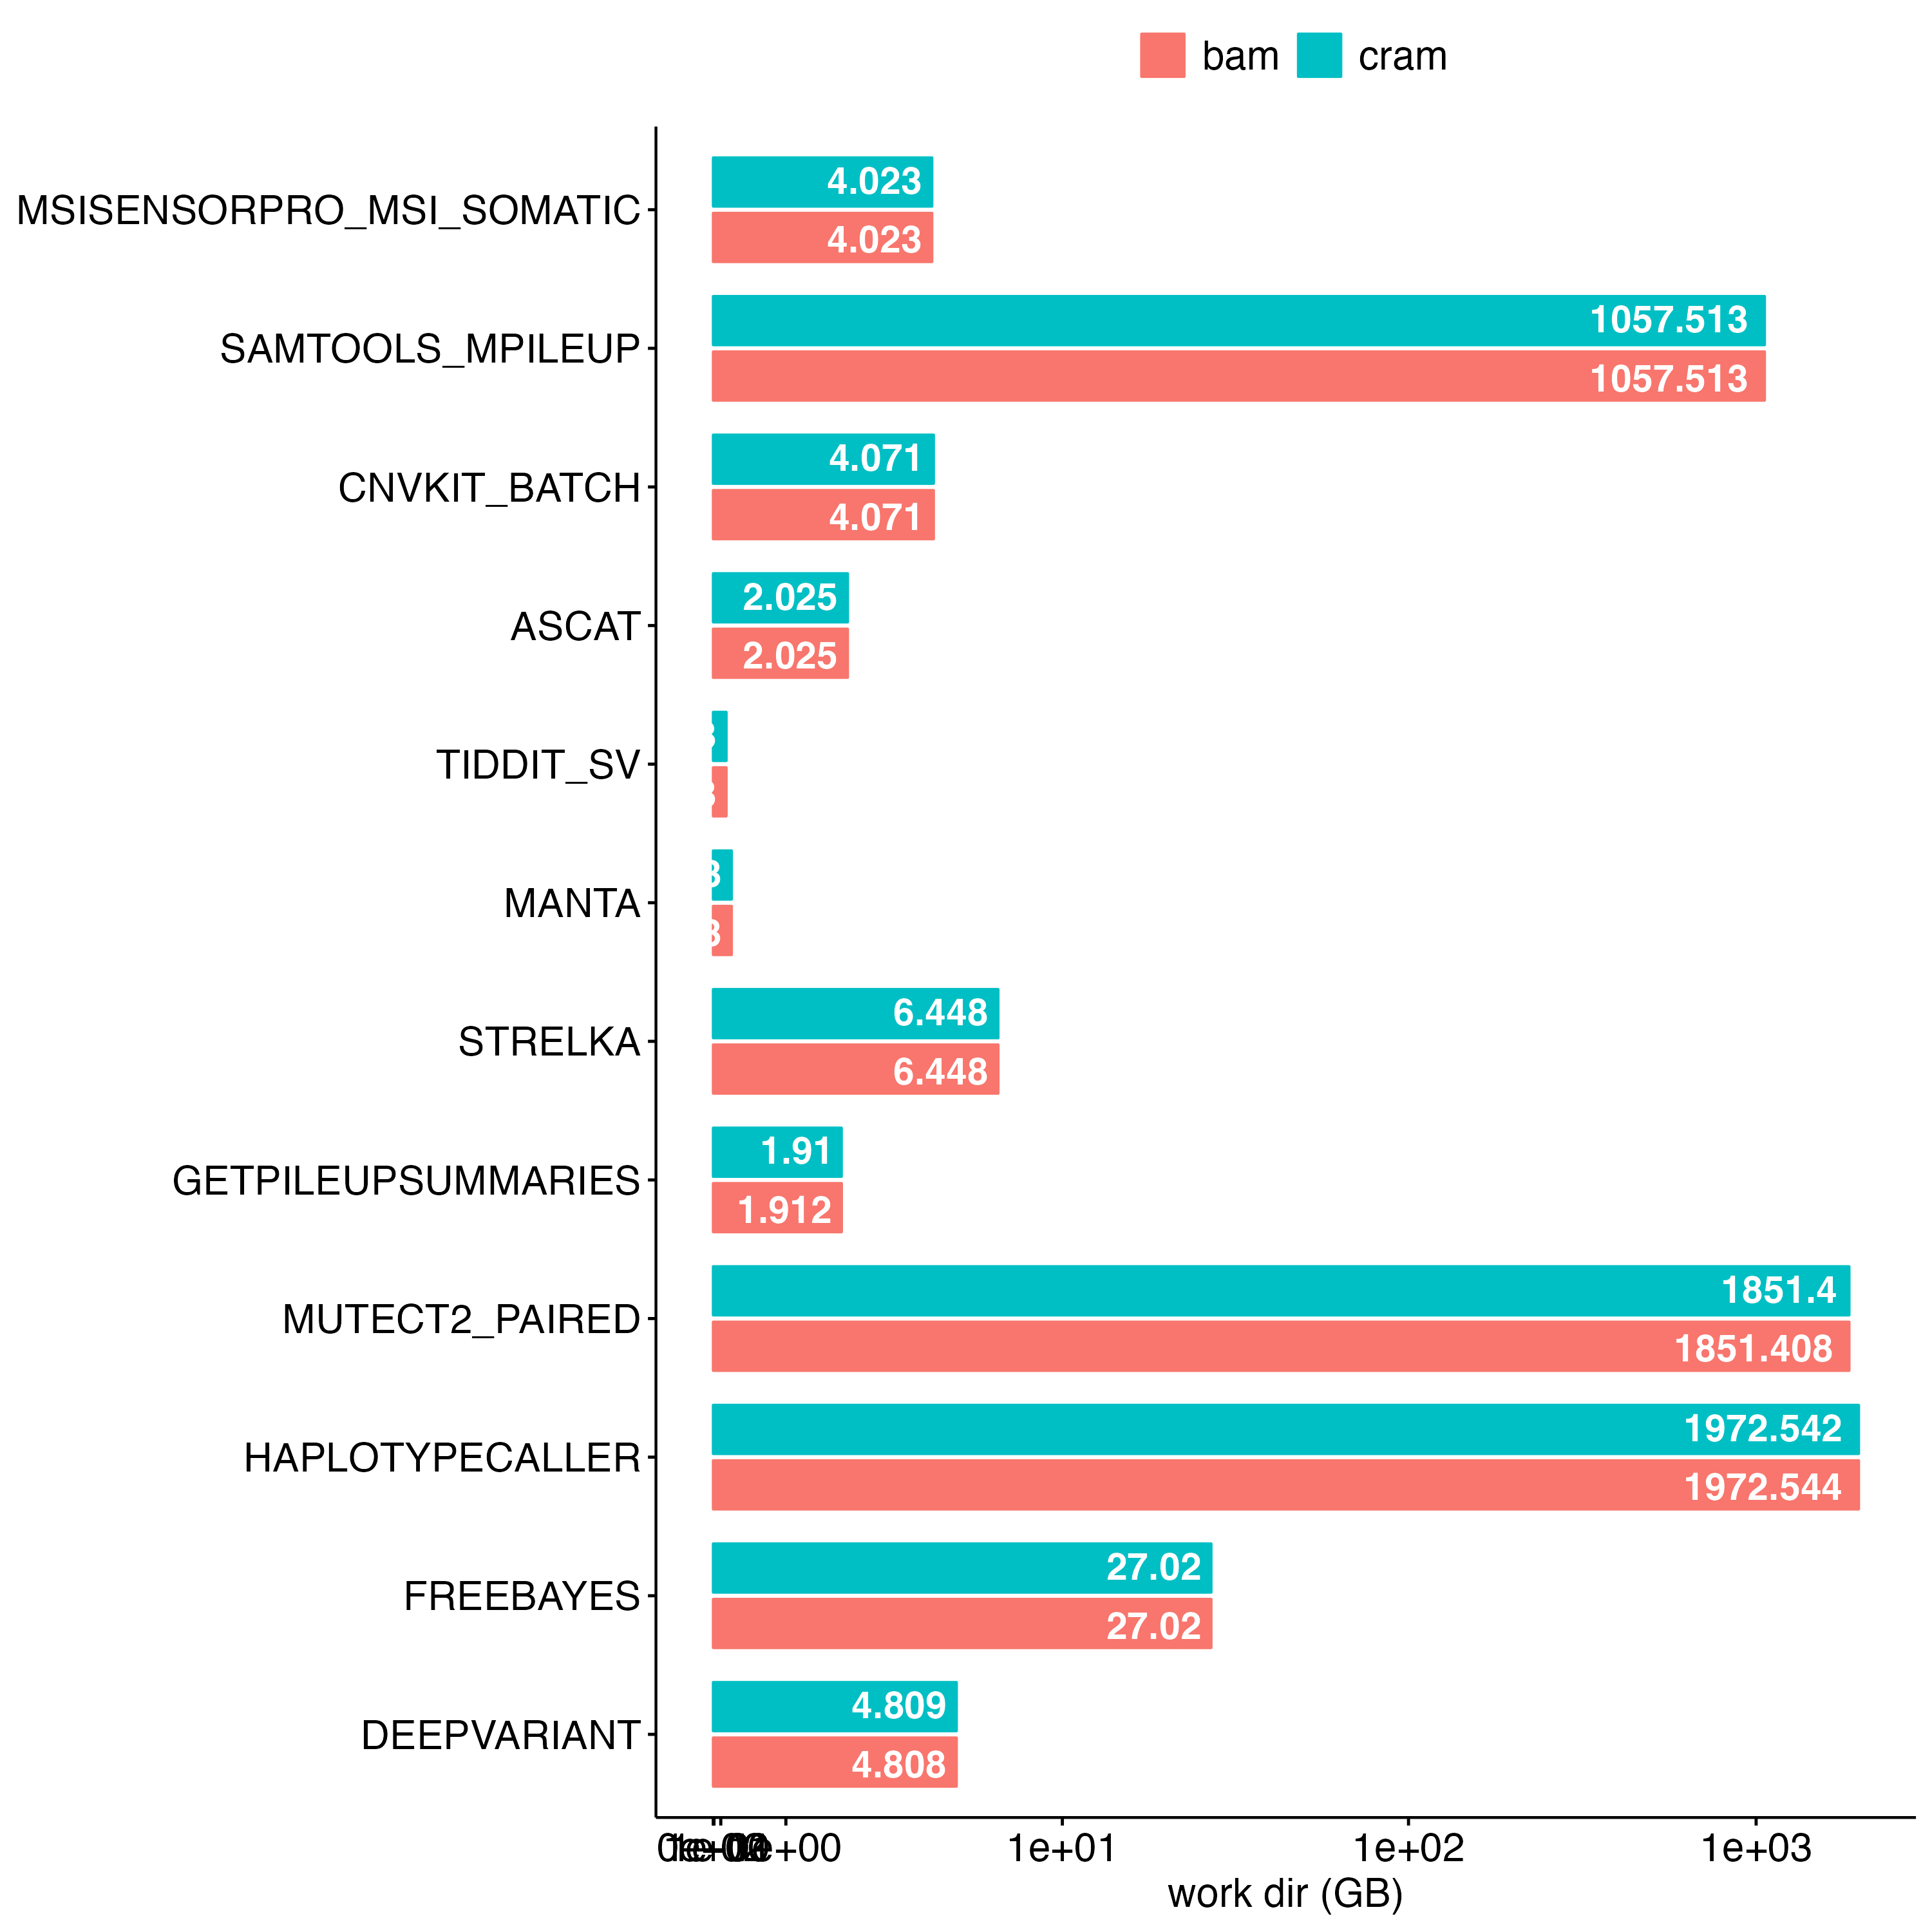 bam cram
MSISENSORPRO_MSI_SOMATIC
4.023
4.023
SAMTOOLS_MPILEUP
1057.513
1057.513
CNVKIT_BATCH
4.071
4.071
ASCAT
2.025
2.025
TIDDIT_SV
MANTA
3
3
STRELKA
6.448
6.448
GETPILEUPSUMMARIES
1.91
1.912
MUTECT2_PAIRED
1851.4
1851.408
HAPLOTYPECALLER
1972.542
1972.544
FREEBAYES
27.02
27.02
DEEPVARIANT
4.809
4.808
1e+01 1e+02 1e+03
work dir (GB)